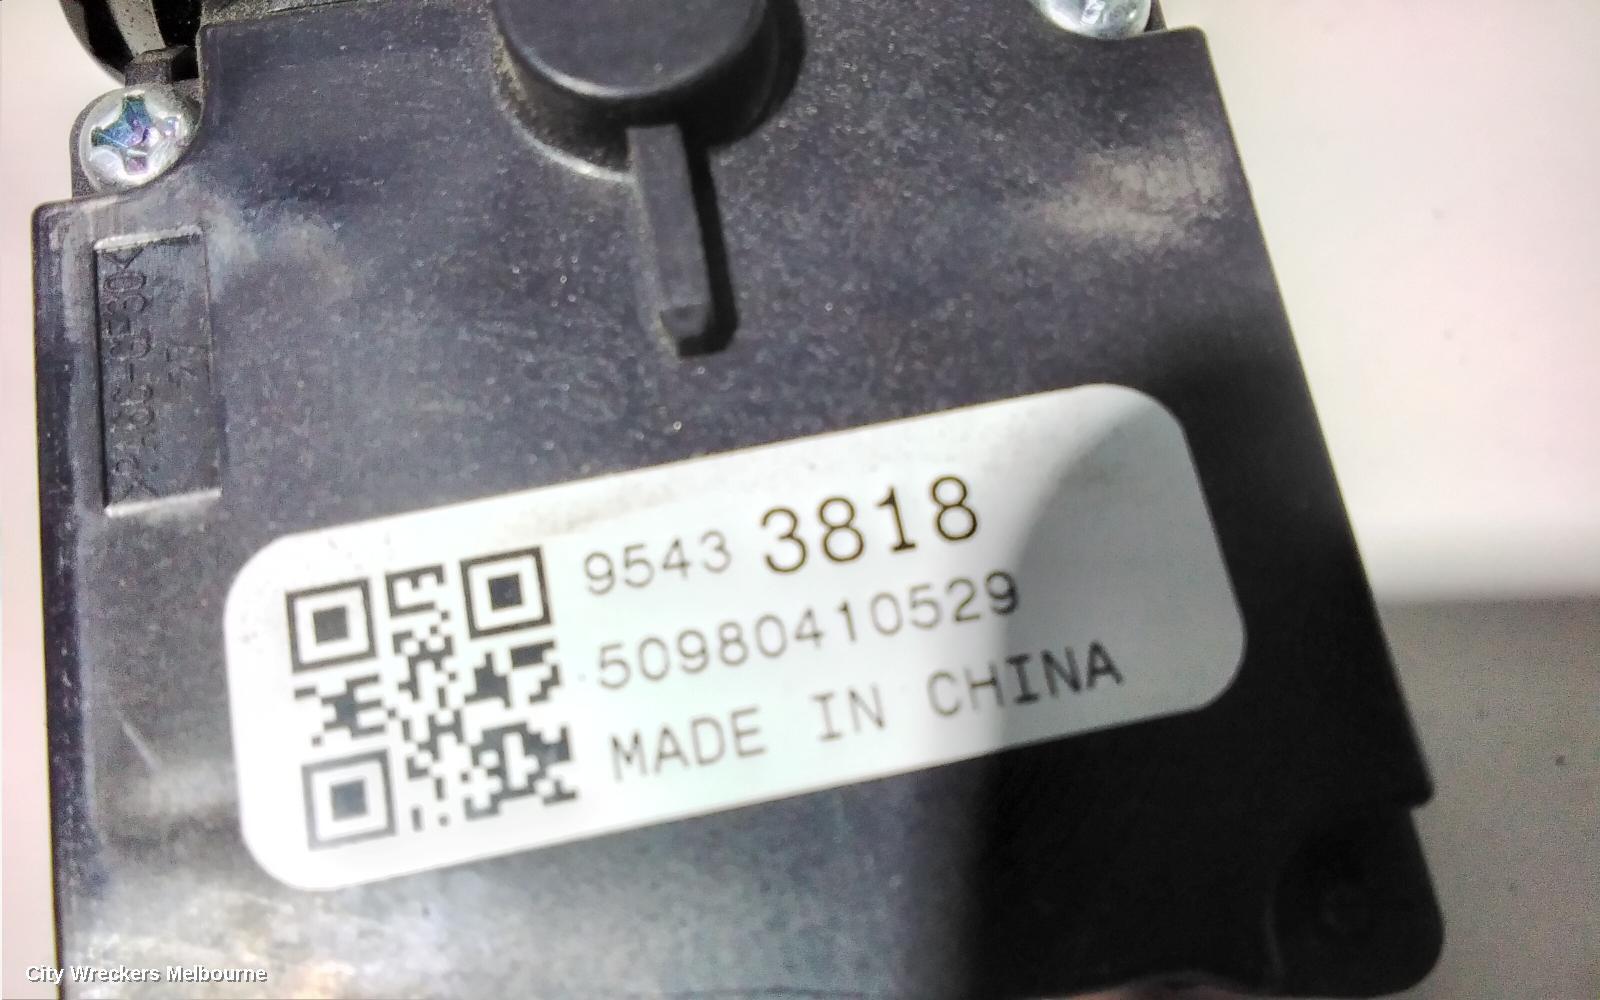 9543 3818
50980410529
MADE IN CHINA
City Wreckers Melbourne